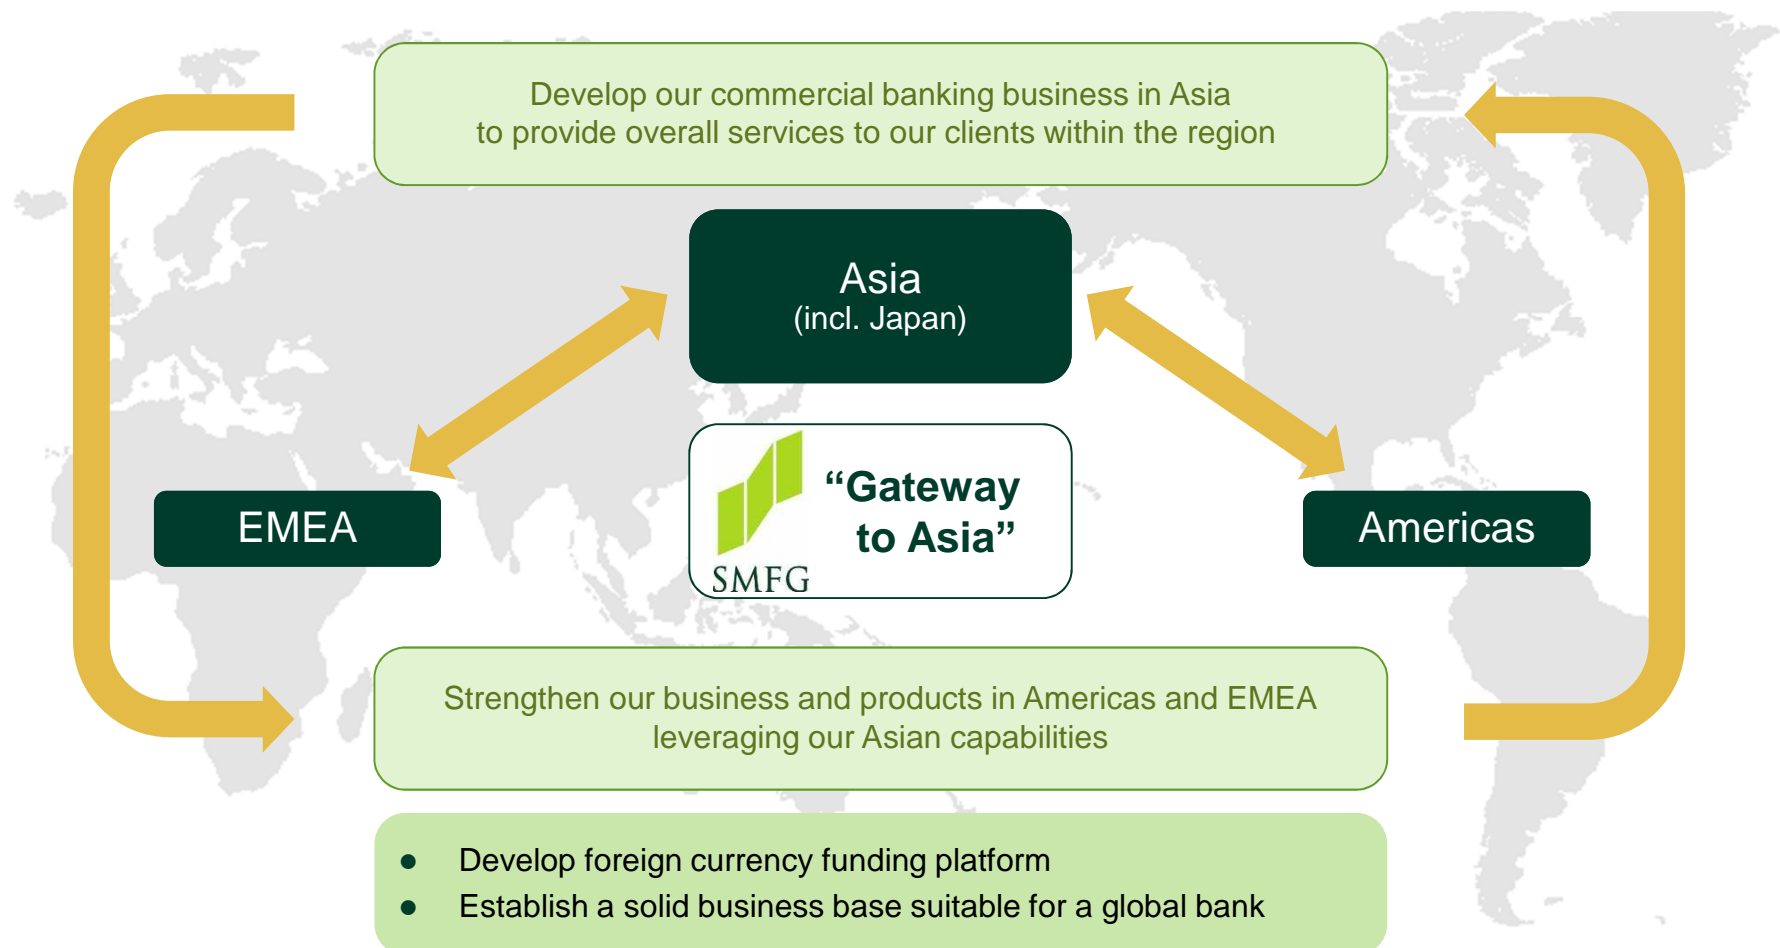 Develop our commercial banking business in Asia
to provide overall services to our clients within the region
Asia
(incl. Japan)
“Gateway
to Asia”
SMFG
EMEA
Americas
Strengthen our business and products in Americas and EMEA
leveraging our Asian capabilities
● Develop foreign currency funding platform
● Establish a solid business base suitable for a global bank